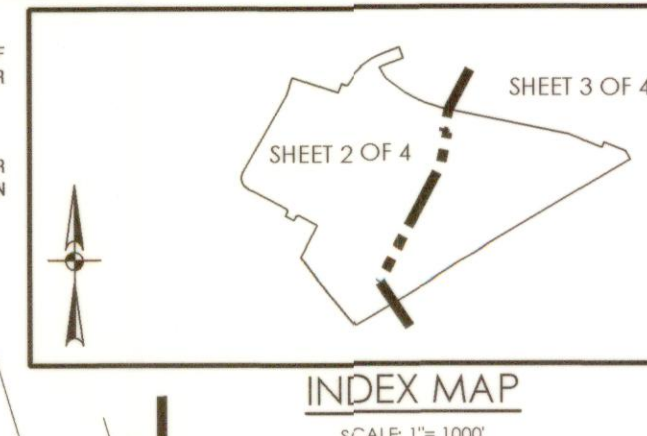 F
R
SHEET 3 OF 4
SHEET 2 OF 4
R
N
INDEX MAP
SCALE: 1"= 1000'